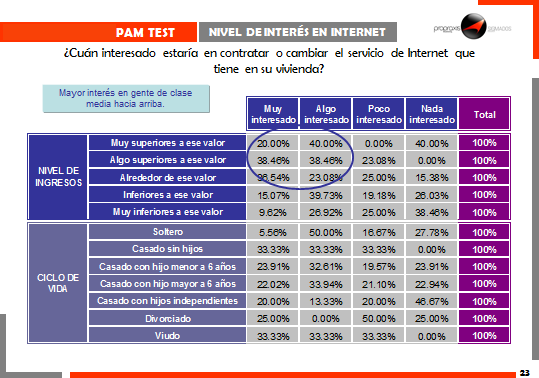 PAM TEST NIVEL DE INTERÉS EN INTERNET
¿Cuán interesado estaría en contratar o cambiar el servicio de Internet que
tiene en su vivienda?
Mayor interés en gente de clase
media hacia arriba.
Muy interesado Algo interesado Poco interesado Nada interesado Total
NIVEL DE INGRESOS
Muy superiores a ese valor 20.00% 40.00% 0.00% 40.00% 100%
Algo superiores a ese valor 38.46% 38.46% 23.08% 0.00% 100%
Alrededor de ese valor 36.54% 23.08% 25.00% 15.38% 100%
Inferiores a ese valor 15.07% 39.73% 19.18% 26.03% 100%
Muy inferiores a ese valor 9.62% 26.92% 25.00% 38.46% 100%
CICLO DE VIDA
Soltero 5.56% 50.00% 16.67% 27.78% 100%
Casado sin hijos 33.33% 33.33% 33.33% 0.00% 100%
Casado con hijo menor a 6 años 23.91% 32.61% 19.57% 23.91% 100%
Casado con hijo mayor a 6 años 22.02% 33.94% 21.10% 22.94% 100%
Casado con hijos independientes 20.00% 13.33% 20.00% 46.67% 100%
Divorciado 25.00% 0.00% 50.00% 25.00% 100%
Viudo 33.33% 33.33% 33.33% 0.00% 100%
23